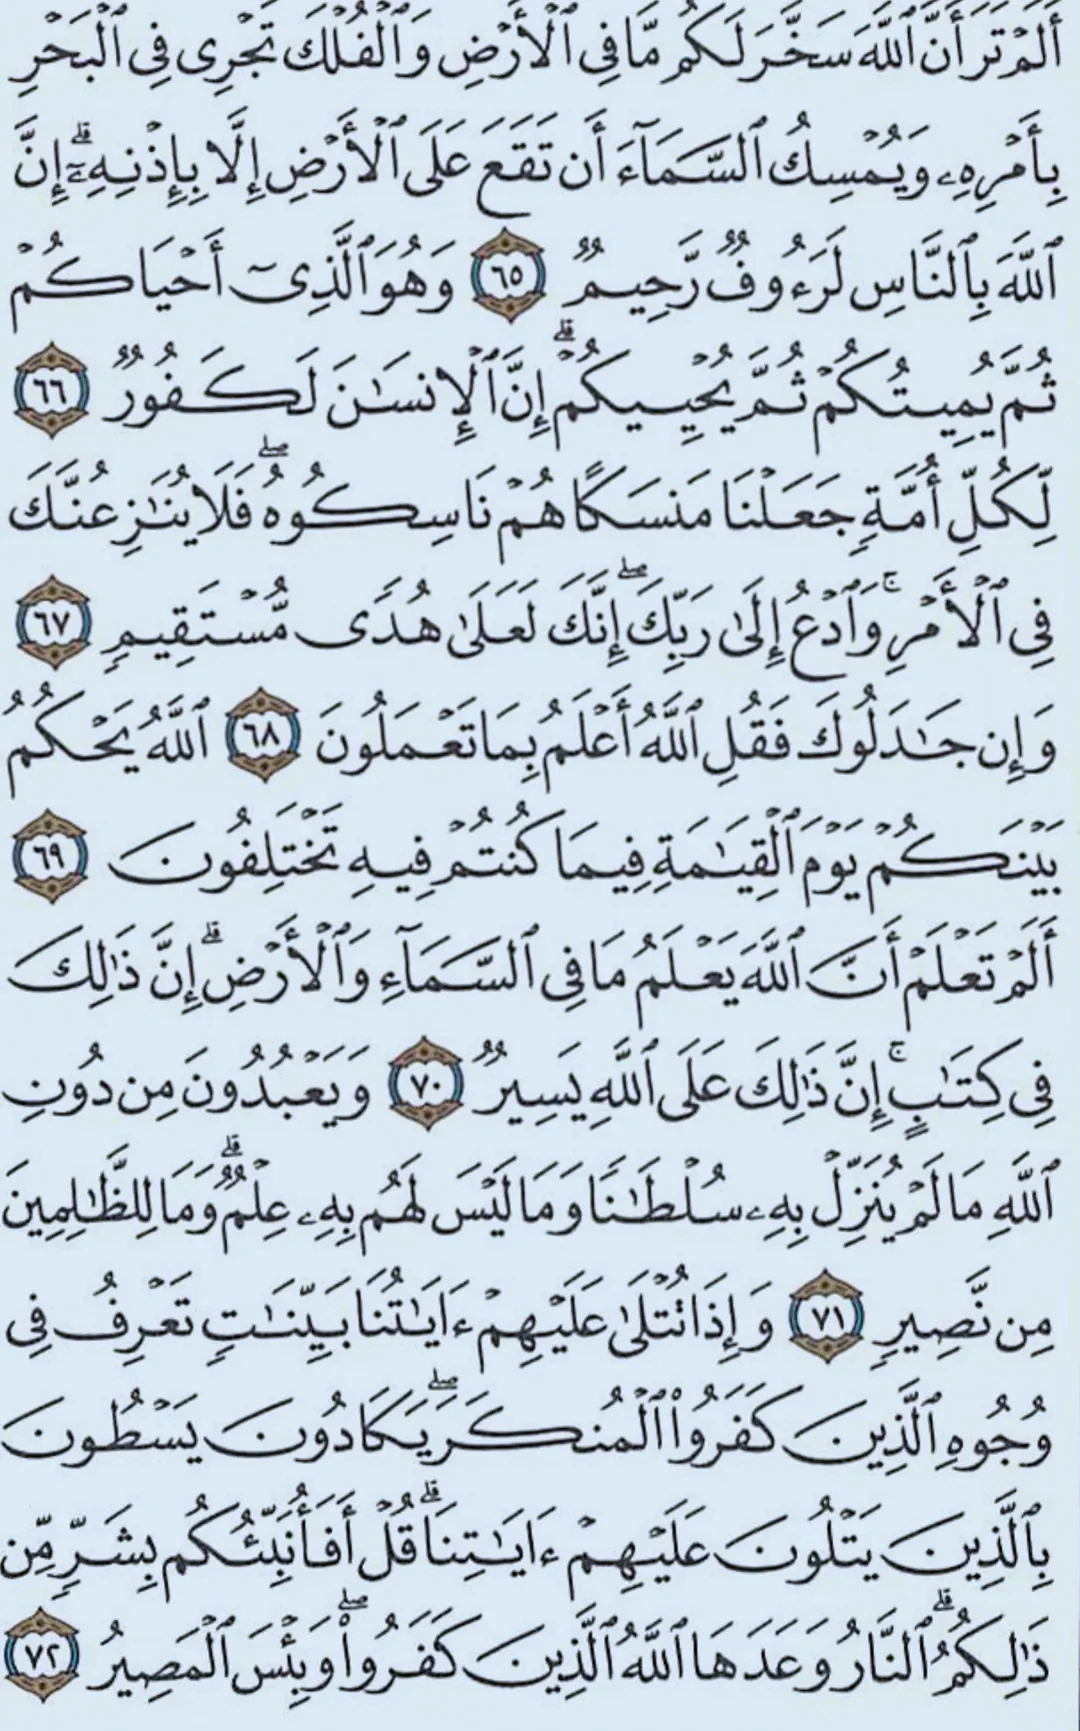 أَلَمۡ تَرَ أَنَّ ٱللَّهَ سَخَّرَ لَكُم مَّا فِي ٱلۡأَرۡضِ وَٱلۡفُلۡكَ تَجۡرِي فِي ٱلۡبَحۡرِ
بِأَمۡرِهِۦ وَيُمۡسِكُ ٱلسَّمَآءَ أَن تَقَعَ عَلَى ٱلۡأَرۡضِ إِلَّا بِإِذۡنِهِۦٓۗ إِنَّ
ٱللَّهَ بِٱلنَّاسِ لَرَءُوفٞ رَّحِيمٞ ٦٥ وَهُوَ ٱلَّذِيٓ أَحۡيَاكُمۡ
ثُمَّ يُمِيتُكُمۡ ثُمَّ يُحۡيِيكُمۡۗ إِنَّ ٱلۡإِنسَٰنَ لَكَفُورٞ ٦٦
لِّكُلِّ أُمَّةٖ جَعَلۡنَا مَنسَكًا هُمۡ نَاسِكُوهُۖ فَلَا يُنَٰزِعُنَّكَ
فِي ٱلۡأَمۡرِۚ وَٱدۡعُ إِلَىٰ رَبِّكَۖ إِنَّكَ لَعَلَىٰ هُدٗى مُّسۡتَقِيمٖ ٦٧
وَإِن جَٰدَلُوكَ فَقُلِ ٱللَّهُ أَعۡلَمُ بِمَا تَعۡمَلُونَ ٦٨ ٱللَّهُ يَحۡكُمُ
بَيۡنَكُمۡ يَوۡمَ ٱلۡقِيَٰمَةِ فِيمَا كُنتُمۡ فِيهِ تَخۡتَلِفُونَ ٦٩
أَلَمۡ تَعۡلَمۡ أَنَّ ٱللَّهَ يَعۡلَمُ مَا فِي ٱلسَّمَآءِ وَٱلۡأَرۡضِۗ إِنَّ ذَٰلِكَ
فِي كِتَٰبٍۚ إِنَّ ذَٰلِكَ عَلَى ٱللَّهِ يَسِيرٞ ٧٠ وَيَعۡبُدُونَ مِن دُونِ
ٱللَّهِ مَا لَمۡ يُنَزِّلۡ بِهِۦ سُلۡطَٰنٗا وَمَا لَيۡسَ لَهُم بِهِۦ عِلۡمٞۗ وَمَا لِلظَّٰلِمِينَ
مِن نَّصِيرٖ ٧١ وَإِذَا تُتۡلَىٰ عَلَيۡهِمۡ ءَايَٰتُنَا بَيِّنَٰتٖ تَعۡرِفُ فِي
وُجُوهِ ٱلَّذِينَ كَفَرُواْ ٱلۡمُنكَرَۖ يَكَادُونَ يَسۡطُونَ
بِٱلَّذِينَ يَتۡلُونَ عَلَيۡهِمۡ ءَايَٰتِنَاۗ قُلۡ أَفَأُنَبِّئُكُم بِشَرّٖ مِّن
ذَٰلِكُمُۗ ٱلنَّارُ وَعَدَهَا ٱللَّهُ ٱلَّذِينَ كَفَرُواْۖ وَبِئۡسَ ٱلۡمَصِيرُ ٧٢